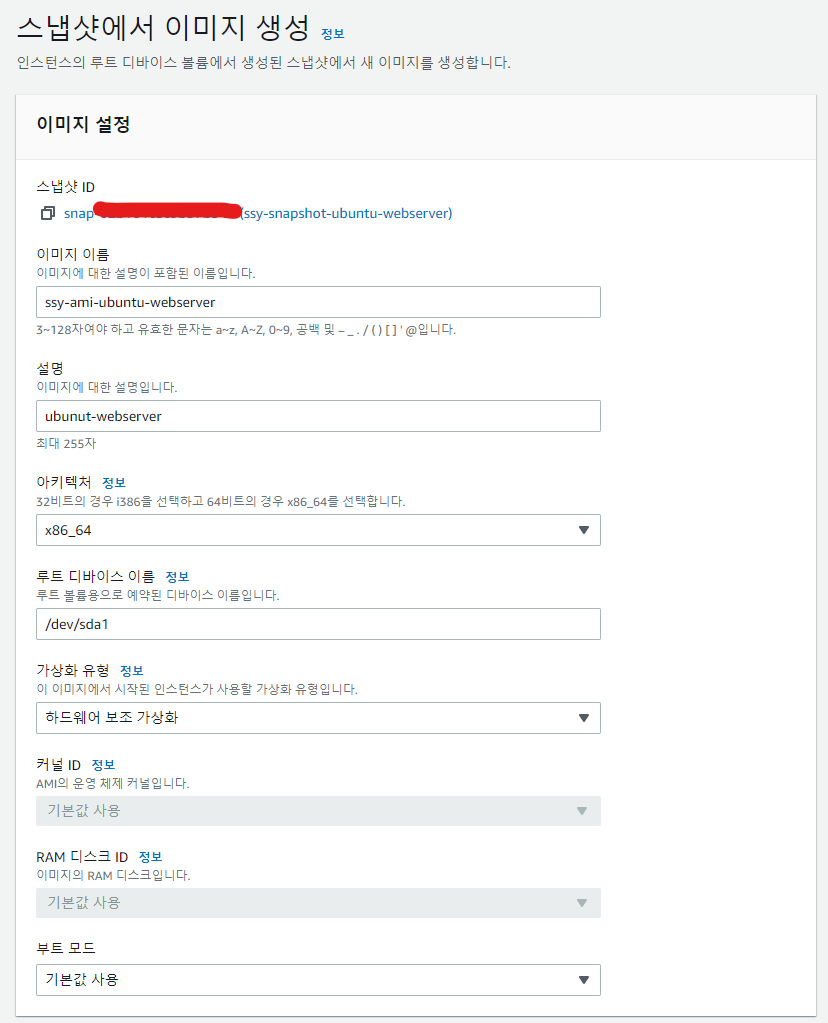 스냅샷에서 이미지 생성 정보
인스턴스의 루트 디바이스 볼륨에서 생성된 스냅샷에서 새 이미지를 생성합니다.
이미지 설정
스냅샷 ID
snap- (ssy-snapshot-ubuntu-webserver)
이미지 이름
이미지에 대한 설명이 포함된 이름입니다.
ssy-ami-ubuntu-webserver
3~128자여야 하고 유효한 문자는 a~z, A~Z, 0~9, 공백 및 – _ . / ( ) [ ] ' @입니다.
설명
이미지에 대한 설명입니다.
ubunut-webserver
최대 255자
아키텍처 정보
32비트의 경우 i386을 선택하고 64비트의 경우 x86_64를 선택합니다.
x86_64
루트 디바이스 이름 정보
루트 볼륨용으로 예약된 디바이스 이름입니다.
/dev/sda1
가상화 유형 정보
이 이미지에서 시작된 인스턴스가 사용할 가상화 유형입니다.
하드웨어 보조 가상화
커널 ID 정보
AMI의 운영 체제 커널입니다.
기본값 사용
RAM 디스크 ID 정보
이미지의 RAM 디스크입니다.
기본값 사용
부트 모드
기본값 사용